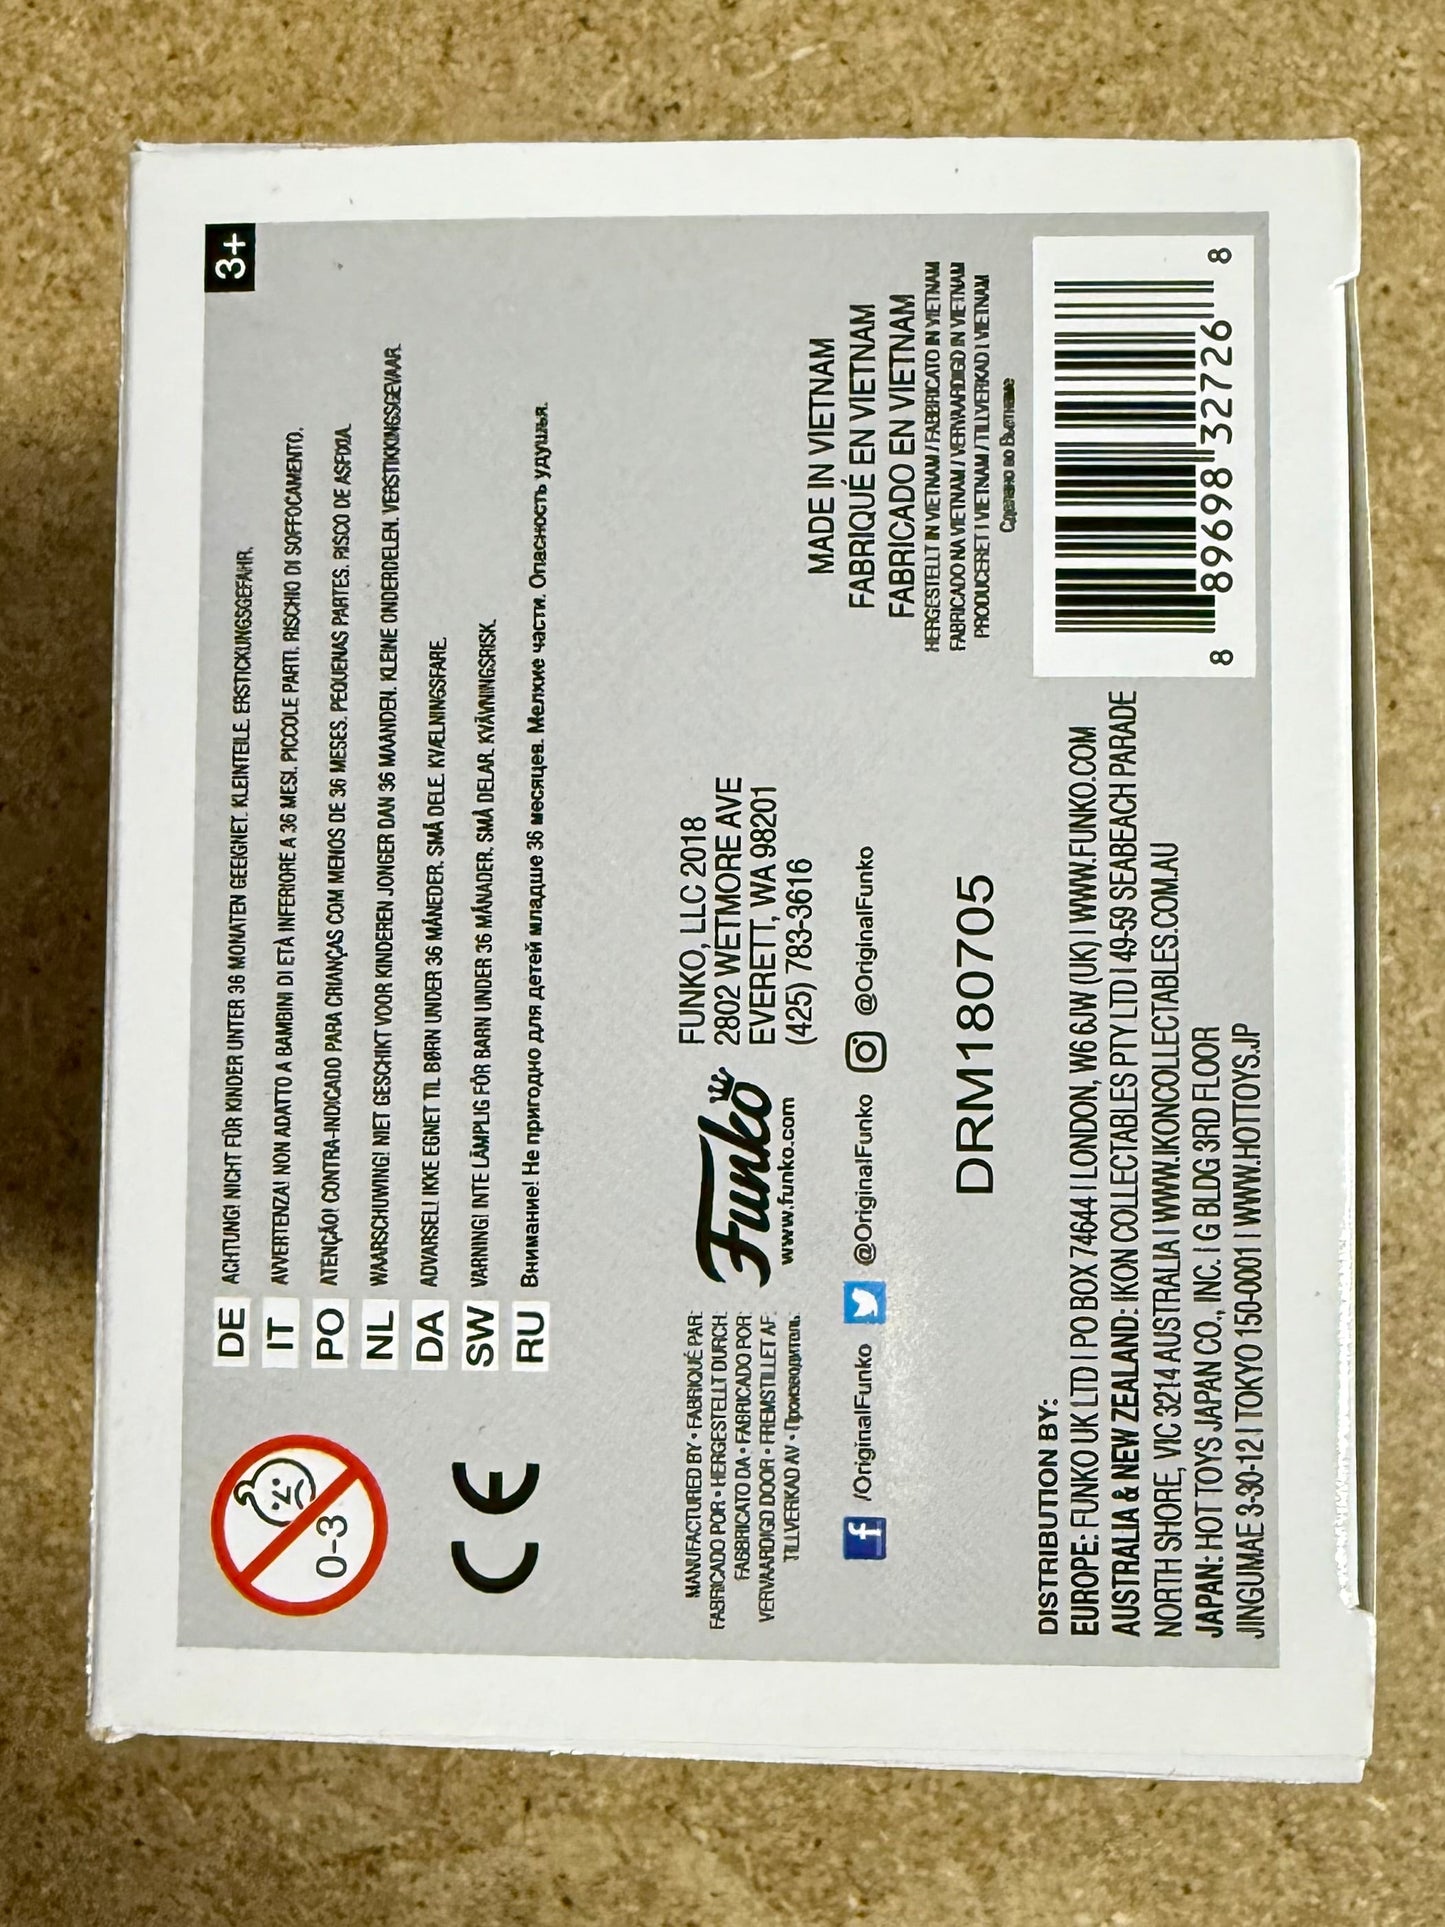 3+
0-3
DE ACHTUNG! NICHT FÜR KINDER UNTER 36 MONATEN GEEIGNET. KLEINTEILE. ERSTICKUNGSGEFAHR.
IT AVVERTENZA! NON ADATTO A BAMBINI DI ETÀ INFERIORE A 36 MESI. PICCOLE PARTI. RISCHIO DI SOFFOCAMENTO.
PO ATENÇÃO! CONTRA-INDICADO PARA CRIANÇAS COM MENOS DE 36 MESES. PEQUENAS PARTES. RISCO DE ASFIXIA.
NL WAARSCHUWING! NIET GESCHIKT VOOR KINDEREN JONGER DAN 36 MAANDEN. KLEINE ONDERDELEN. VERSTIKKINGSGEVAAR.
DA ADVARSEL! IKKE EGNET TIL BØRN UNDER 36 MÅNEDER. SMÅ DELE. KVÆLNINGSFARE.
SW VARNING! INTE LÄMPLIG FÖR BARN UNDER 36 MÅNADER. SMÅ DELAR. KVÄVNINGSRISK.
RU Внимание! Не пригодно для детей младше 36 месяцев. Мелкие части. Опасность удушья.
CE
MANUFACTURED BY • FABRIQUÉ PAR:
FABRICADO POR • HERGESTELLT DURCH:
FABBRICATO DA • FABRICADO POR:
VERVAARDIGD DOOR • FREMSTILLET AF:
TILLVERKAD AV • Производитель:
Funko
www.funko.com
FUNKO, LLC 2018
2802 WETMORE AVE
EVERETT, WA 98201
(425) 783-3616
/OriginalFunko @OriginalFunko @OriginalFunko
MADE IN VIETNAM
FABRIQUÉ EN VIETNAM
FABRICADO EN VIETNAM
HERGESTELLT IN VIETNAM / FABBRICATO IN VIETNAM
FABRICADO NA VIETNAM / VERVAARDIGD IN VIETNAM
PRODUCERET I VIETNAM / TILLVERKAD I VIETNAM
Сделано во Вьетнаме
DRM180705
DISTRIBUTION BY:
EUROPE: FUNKO UK LTD I PO BOX 74644 I LONDON, W6 6JW (UK) I WWW.FUNKO.COM
AUSTRALIA & NEW ZEALAND: IKON COLLECTABLES PTY LTD I 49-59 SEABEACH PARADE
NORTH SHORE, VIC 3214 AUSTRALIA I WWW.IKONCOLLECTABLES.COM.AU
JAPAN: HOT TOYS JAPAN CO., INC. I G BLDG 3RD FLOOR
JINGUMAE 3-30-12 I TOKYO 150-0001 I WWW.HOTTOYS.JP
8 89698 32726 8